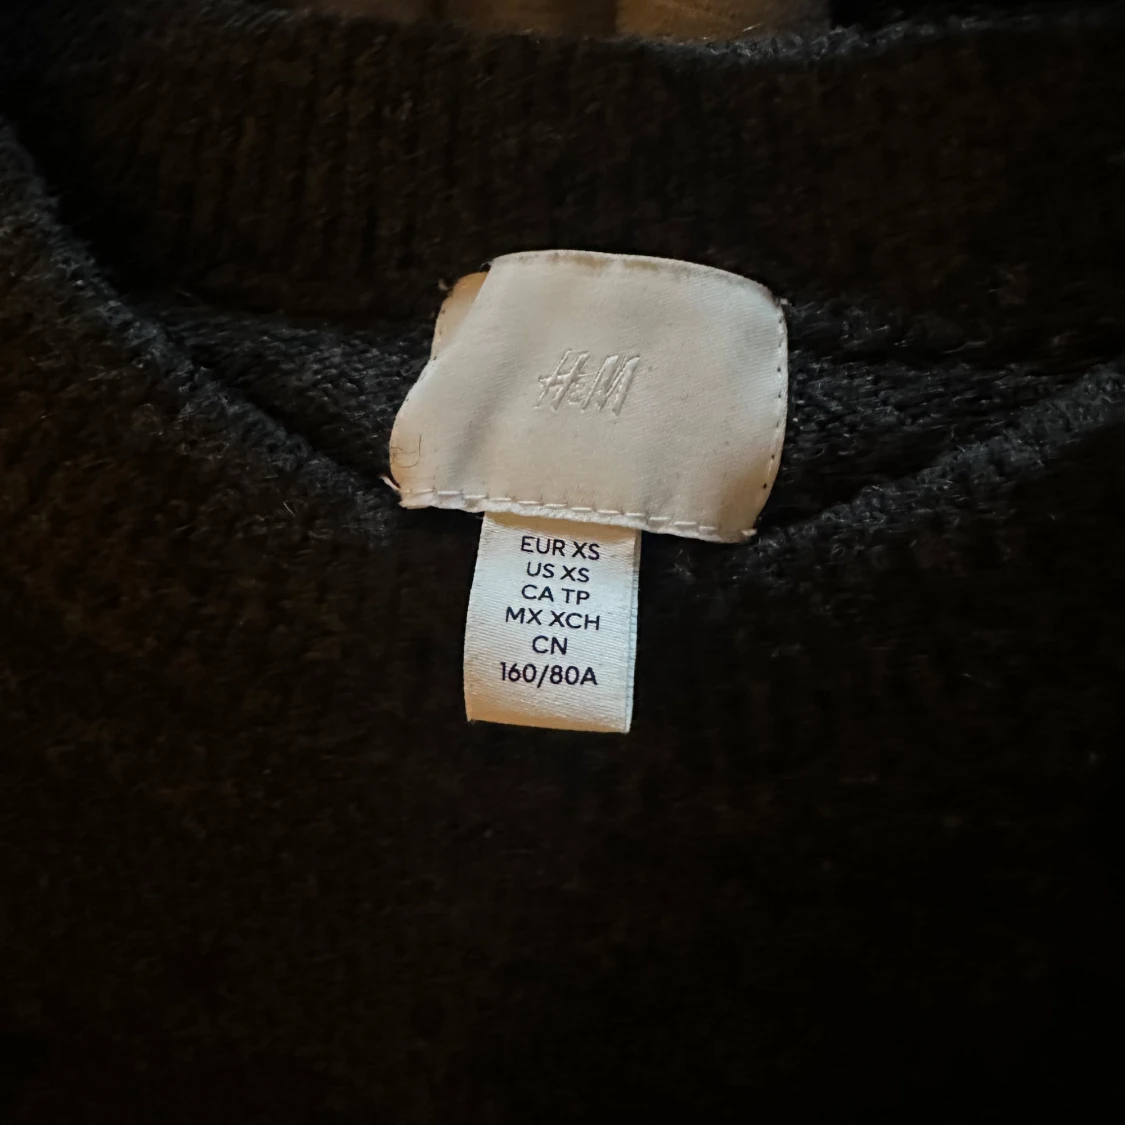 H&M
EUR XS
US XS
CA TP
MX XCH
CN
160/80A